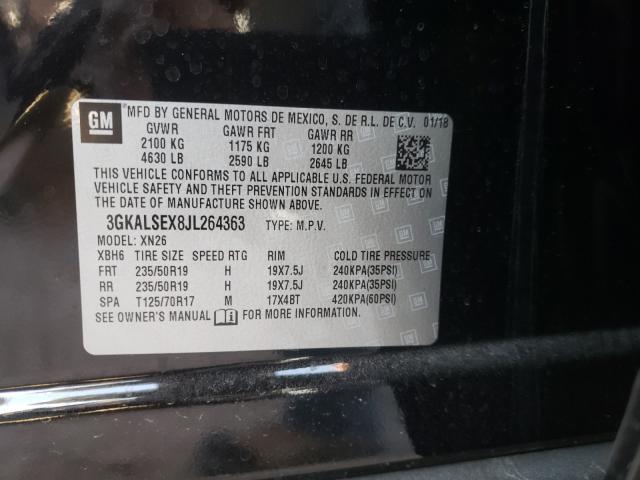 GM
MFD BY GENERAL MOTORS DE MEXICO, S. DE R.L. DE C.V. 01/18
GVWR GAWR FRT GAWR RR
2100 KG 1175 KG 1200 KG
4630 LB 2590 LB 2645 LB
THIS VEHICLE CONFORMS TO ALL APPLICABLE U.S. FEDERAL MOTOR
VEHICLE SAFETY AND THEFT PREVENTION STANDARDS IN EFFECT ON
THE DATE OF MANUFACTURE SHOWN ABOVE.
3GKALSEX8JL264363 TYPE: M.P.V.
MODEL: XN26
XBH6 TIRE SIZE SPEED RTG RIM COLD TIRE PRESSURE
FRT 235/50R19 H 19X7.5J 240KPA(35PSI)
RR 235/50R19 H 19X7.5J 240KPA(35PSI)
SPA T125/70R17 M 17X4BT 420KPA(60PSI)
SEE OWNER'S MANUAL FOR MORE INFORMATION.